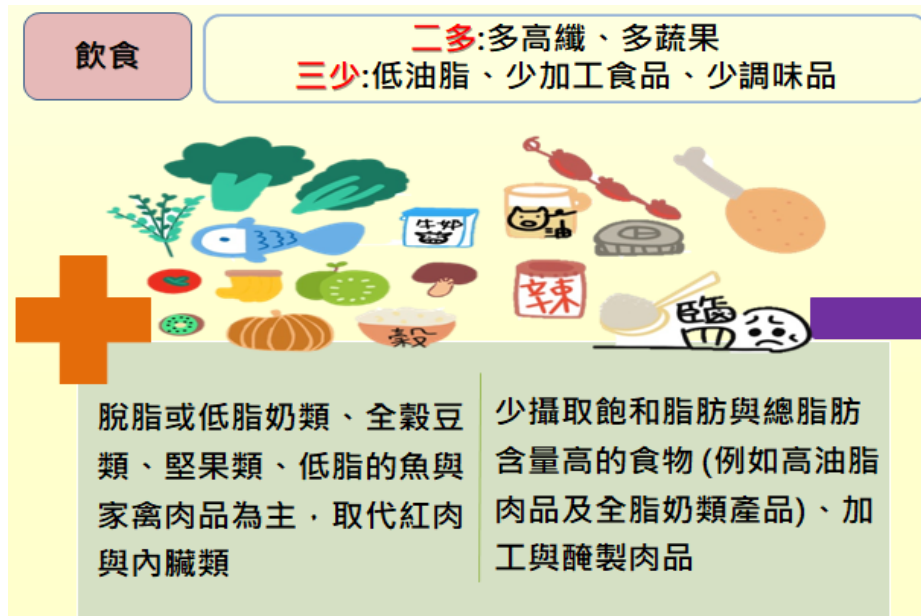 飲食
二多:多高纖、多蔬果
三少:低油脂、少加工食品、少調味品
牛奶
油
辣
鹽
穀
脫脂或低脂奶類、全穀豆
類、堅果類、低脂的魚與
家禽肉品為主，取代紅肉
與內臟類
少攝取飽和脂肪與總脂肪
含量高的食物 (例如高油脂
肉品及全脂奶類產品)、加
工與醃製肉品